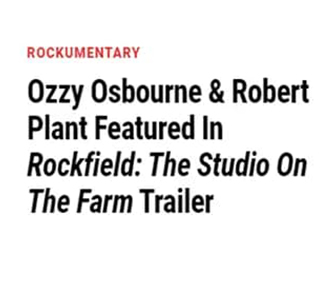 ROCKUMENTARY
Ozzy Osbourne & Robert
Plant Featured In
Rockfield: The Studio On
The Farm Trailer